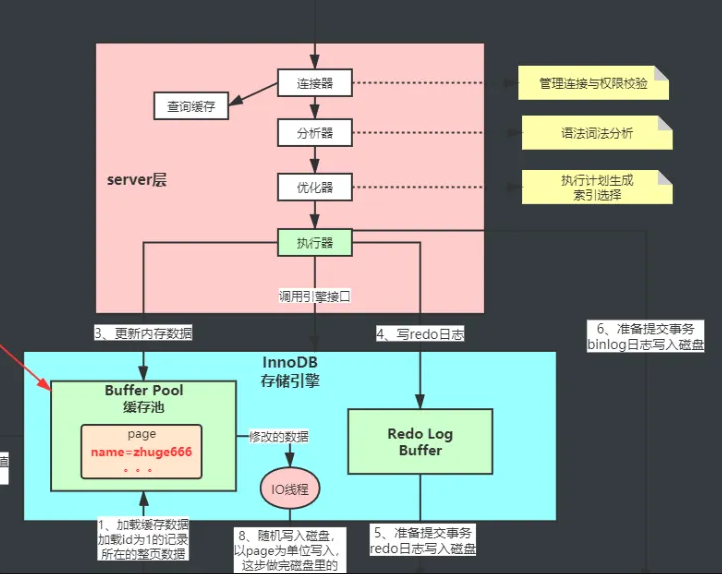 连接器
管理连接与权限校验
查询缓存
分析器
语法词法分析
server层
优化器
执行计划生成
索引选择
执行器
调用引擎接口
3、更新内存数据
4、写redo日志
6、准备提交事务
binlog日志写入磁盘
InnoDB
存储引擎
Buffer Pool
缓存池
page
name=zhuge666
。。。
修改的数据
IO线程
Redo Log
Buffer
值
1、加载缓存数据
加载id为1的记录
所在的整页数据
8、随机写入磁盘,
以page为单位写入,
这步做完磁盘里的
5、准备提交事务
redo日志写入磁盘